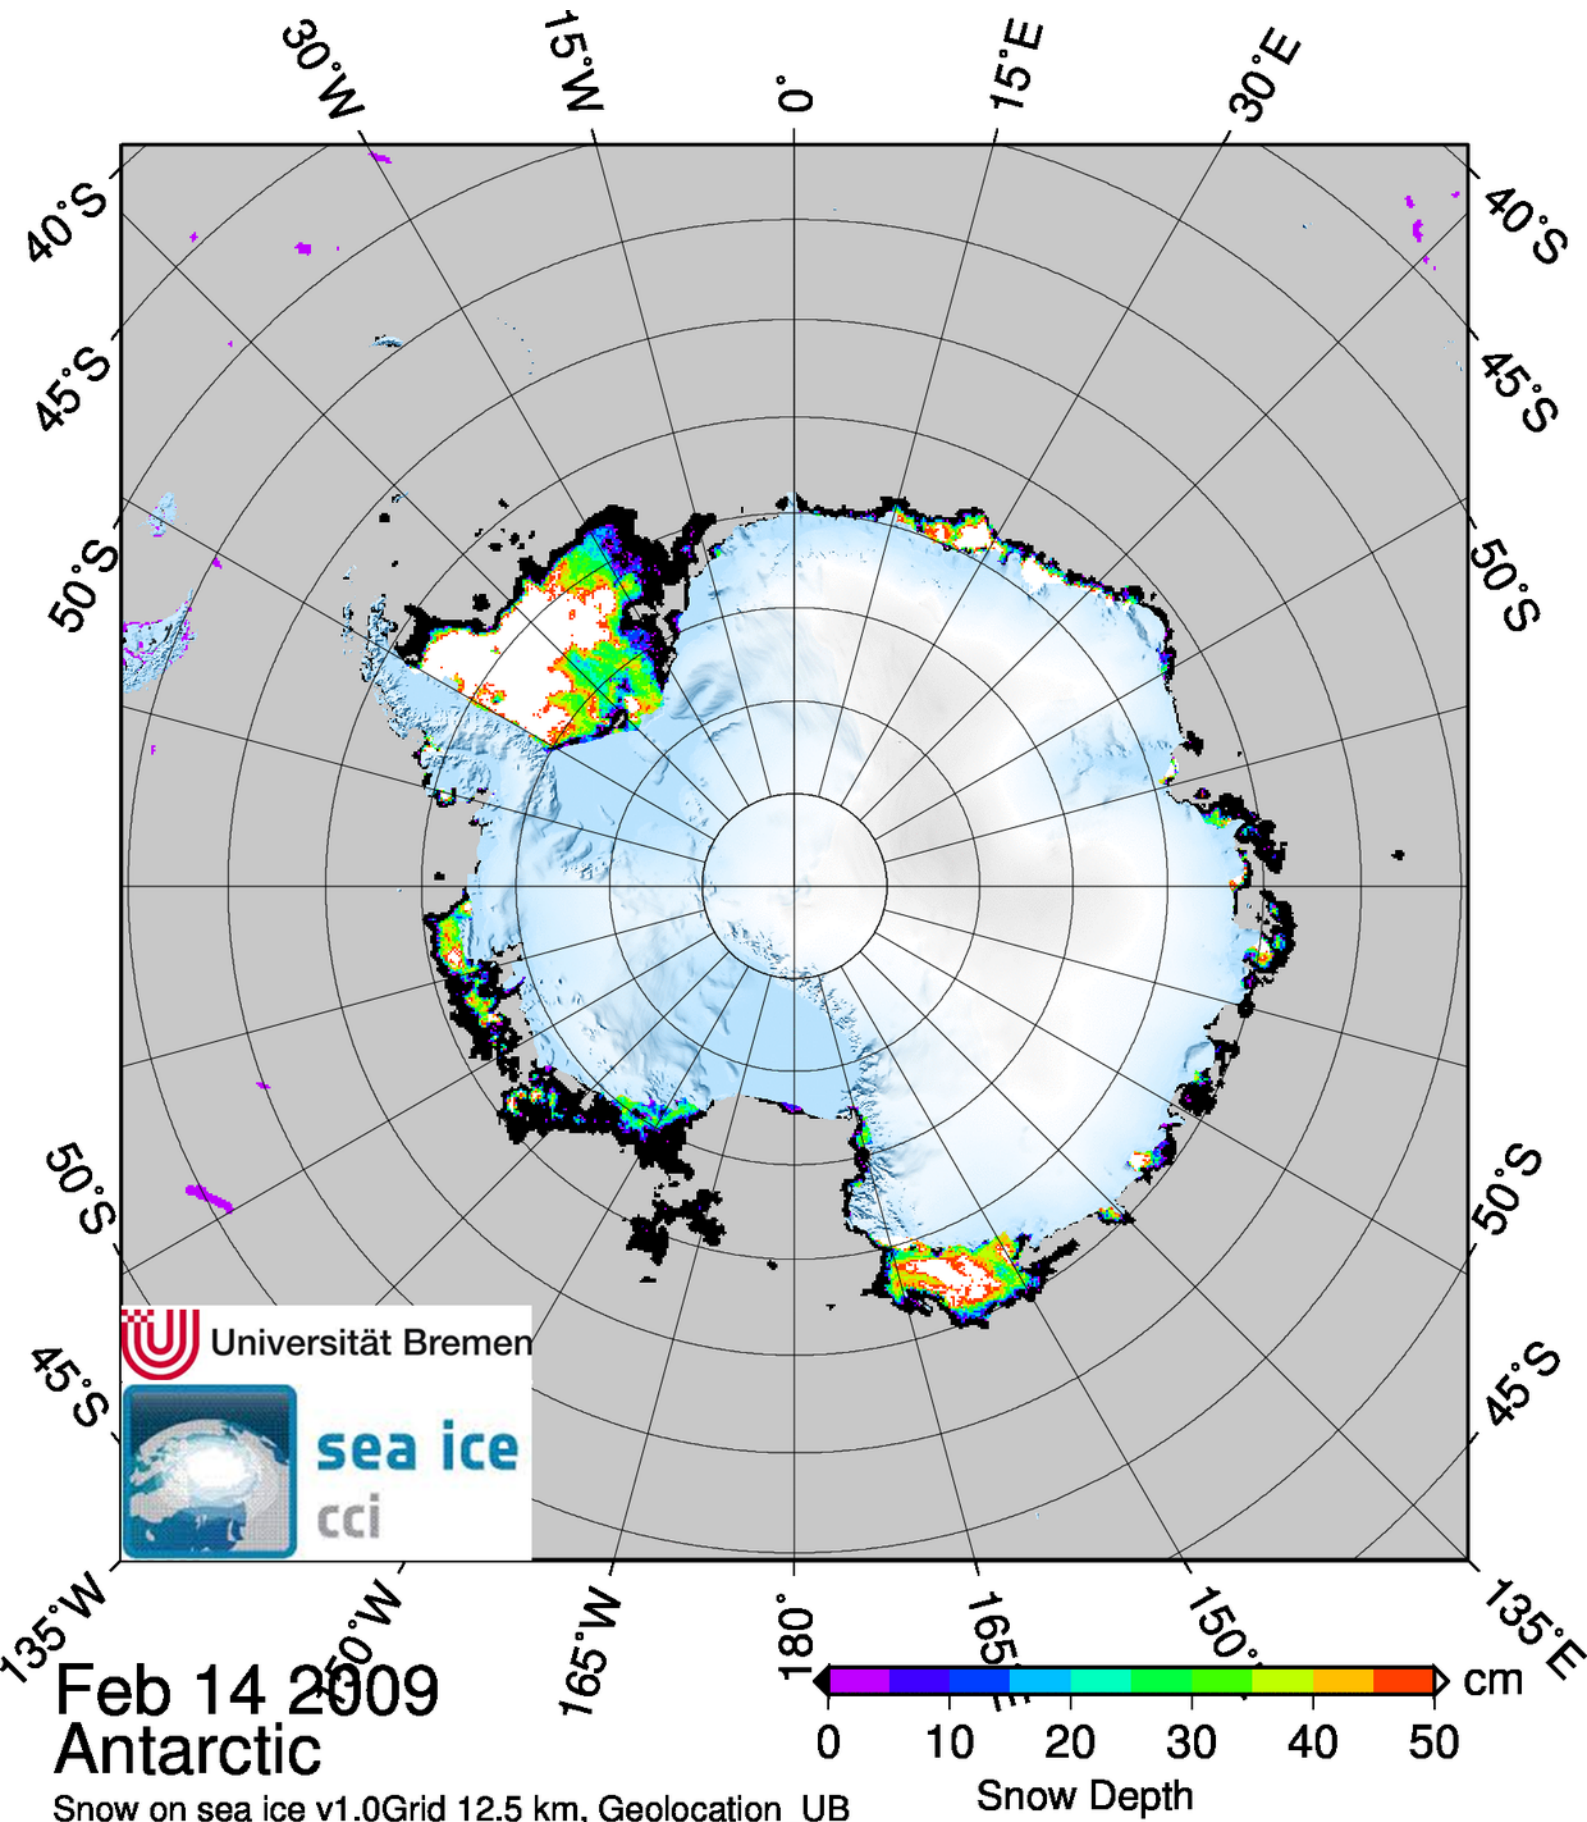 30°W 15°W 0° 15°E 30°E
40°S 40°S
45°S 45°S
50°S 50°S
50°S 50°S
45°S 45°S
Universität Bremen
sea ice
cci
135°W 165°W 180° 135°E
Feb 14 2009
Antarctic
Snow on sea ice v1.0Grid 12.5 km, Geolocation UB
cm
0 10 20 30 40 50
Snow Depth